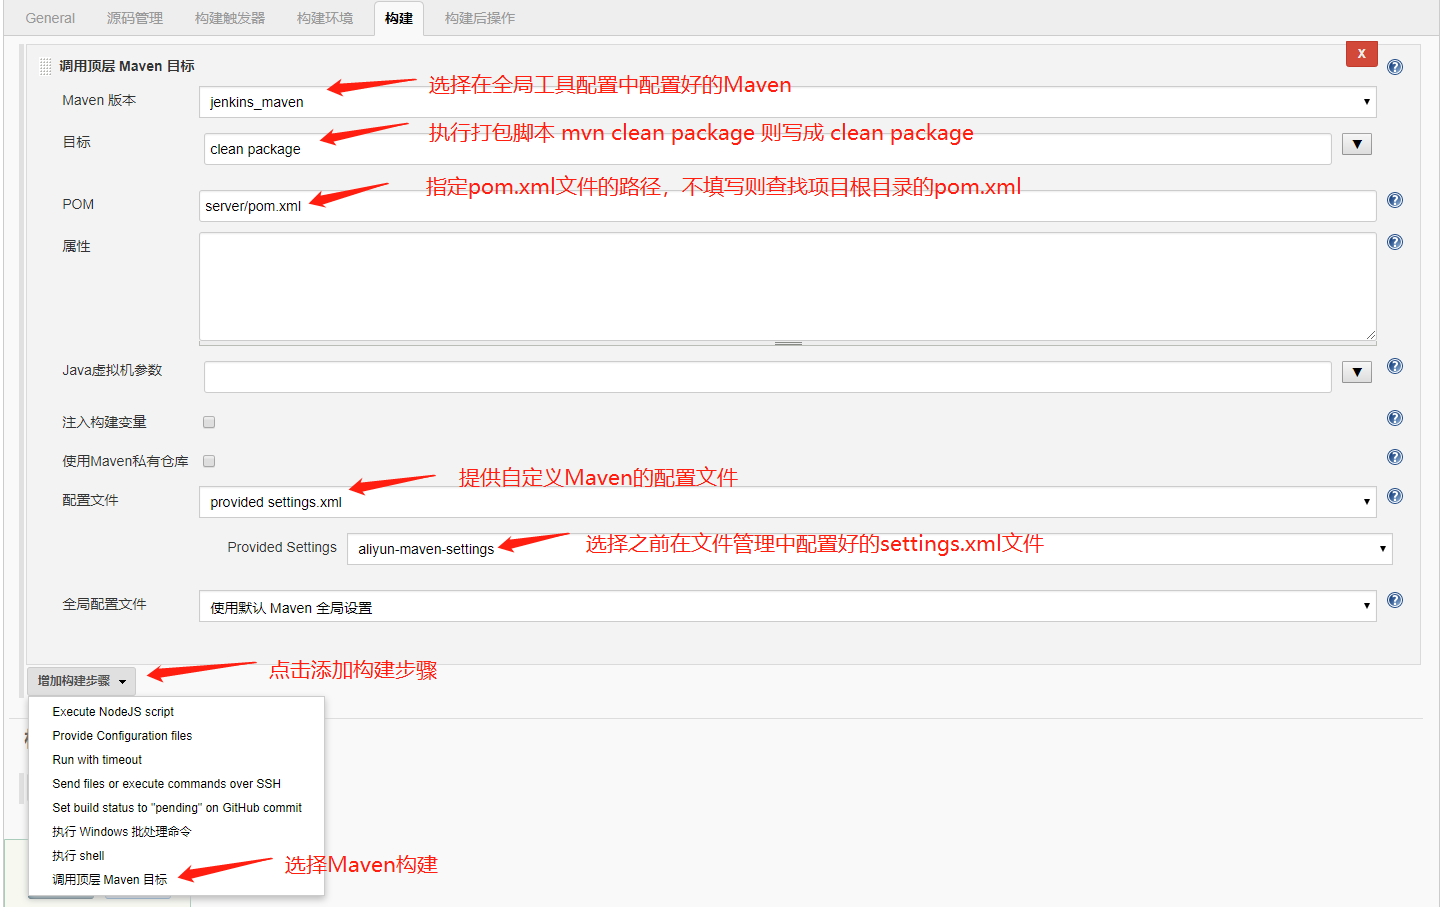 General 源码管理 构建触发器 构建环境 构建 构建后操作
X
调用顶层 Maven 目标
选择在全局工具配置中配置好的Maven
Maven 版本 jenkins_maven
执行打包脚本 mvn clean package 则写成 clean package
目标 clean package
指定pom.xml文件的路径，不填写则查找项目根目录的pom.xml
POM server/pom.xml
属性
Java虚拟机参数
注入构建变量
使用Maven私有仓库
提供自定义Maven的配置文件
配置文件 provided settings.xml
Provided Settings aliyun-maven-settings 选择之前在文件管理中配置好的settings.xml文件
全局配置文件 使用默认 Maven 全局设置
增加构建步骤 点击添加构建步骤
Execute NodeJS script
Provide Configuration files
Run with timeout
Send files or execute commands over SSH
Set build status to "pending" on GitHub commit
执行 Windows 批处理命令
执行 shell
调用顶层 Maven 目标 选择Maven构建